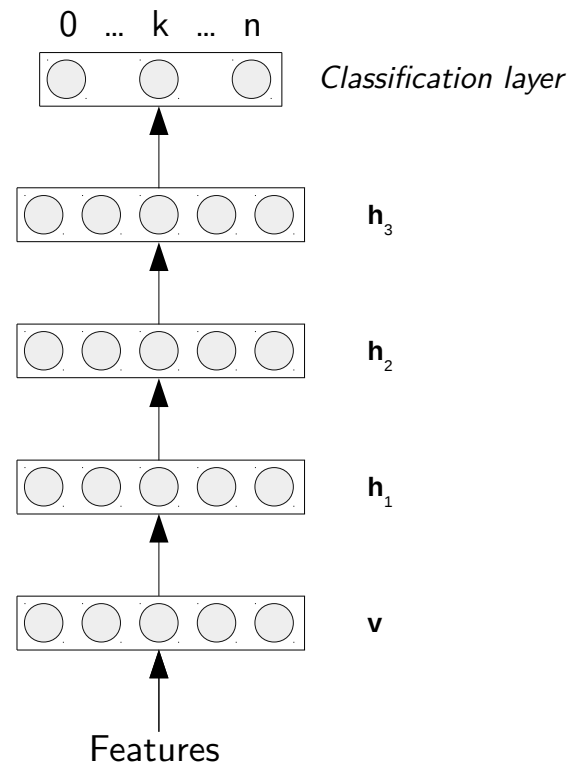 0 ... k ... n
Classification layer
h3
h2
h1
v
Features